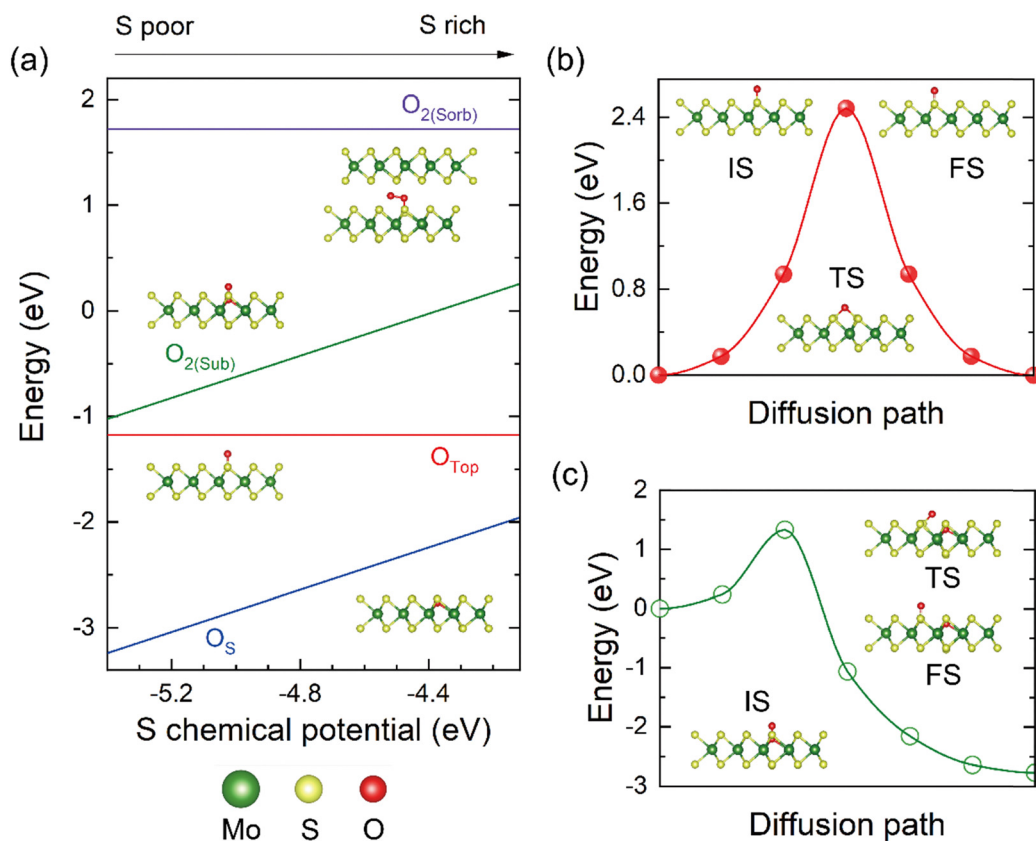 (a)
S poor
S rich
2
1
0
-1
-2
-3
Energy (eV)
O2(Sorb)
O2(Sub)
OTop
OS
-5.2
-4.8
-4.4
S chemical potential (eV)
Mo
S
O
(b)
2.4
1.6
0.8
0.0
Energy (eV)
IS
FS
TS
Diffusion path
(c)
2
1
0
-1
-2
-3
Energy (eV)
TS
FS
IS
Diffusion path